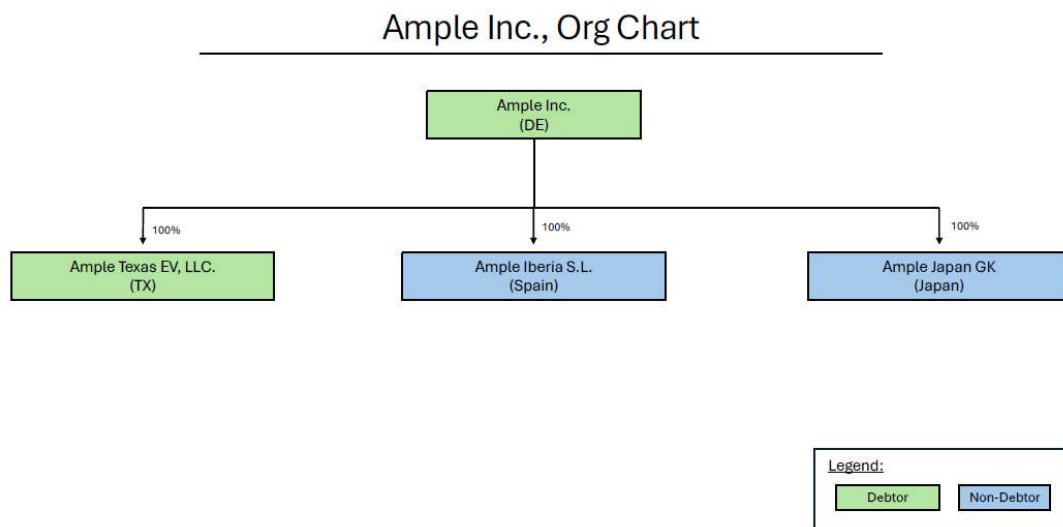 Ample Inc., Org Chart
Ample Inc.
(DE)
100%
100%
100%
Ample Texas EV, LLC.
(TX)
Ample Iberia S.L.
(Spain)
Ample Japan GK
(Japan)
Legend:
Debtor
Non-Debtor